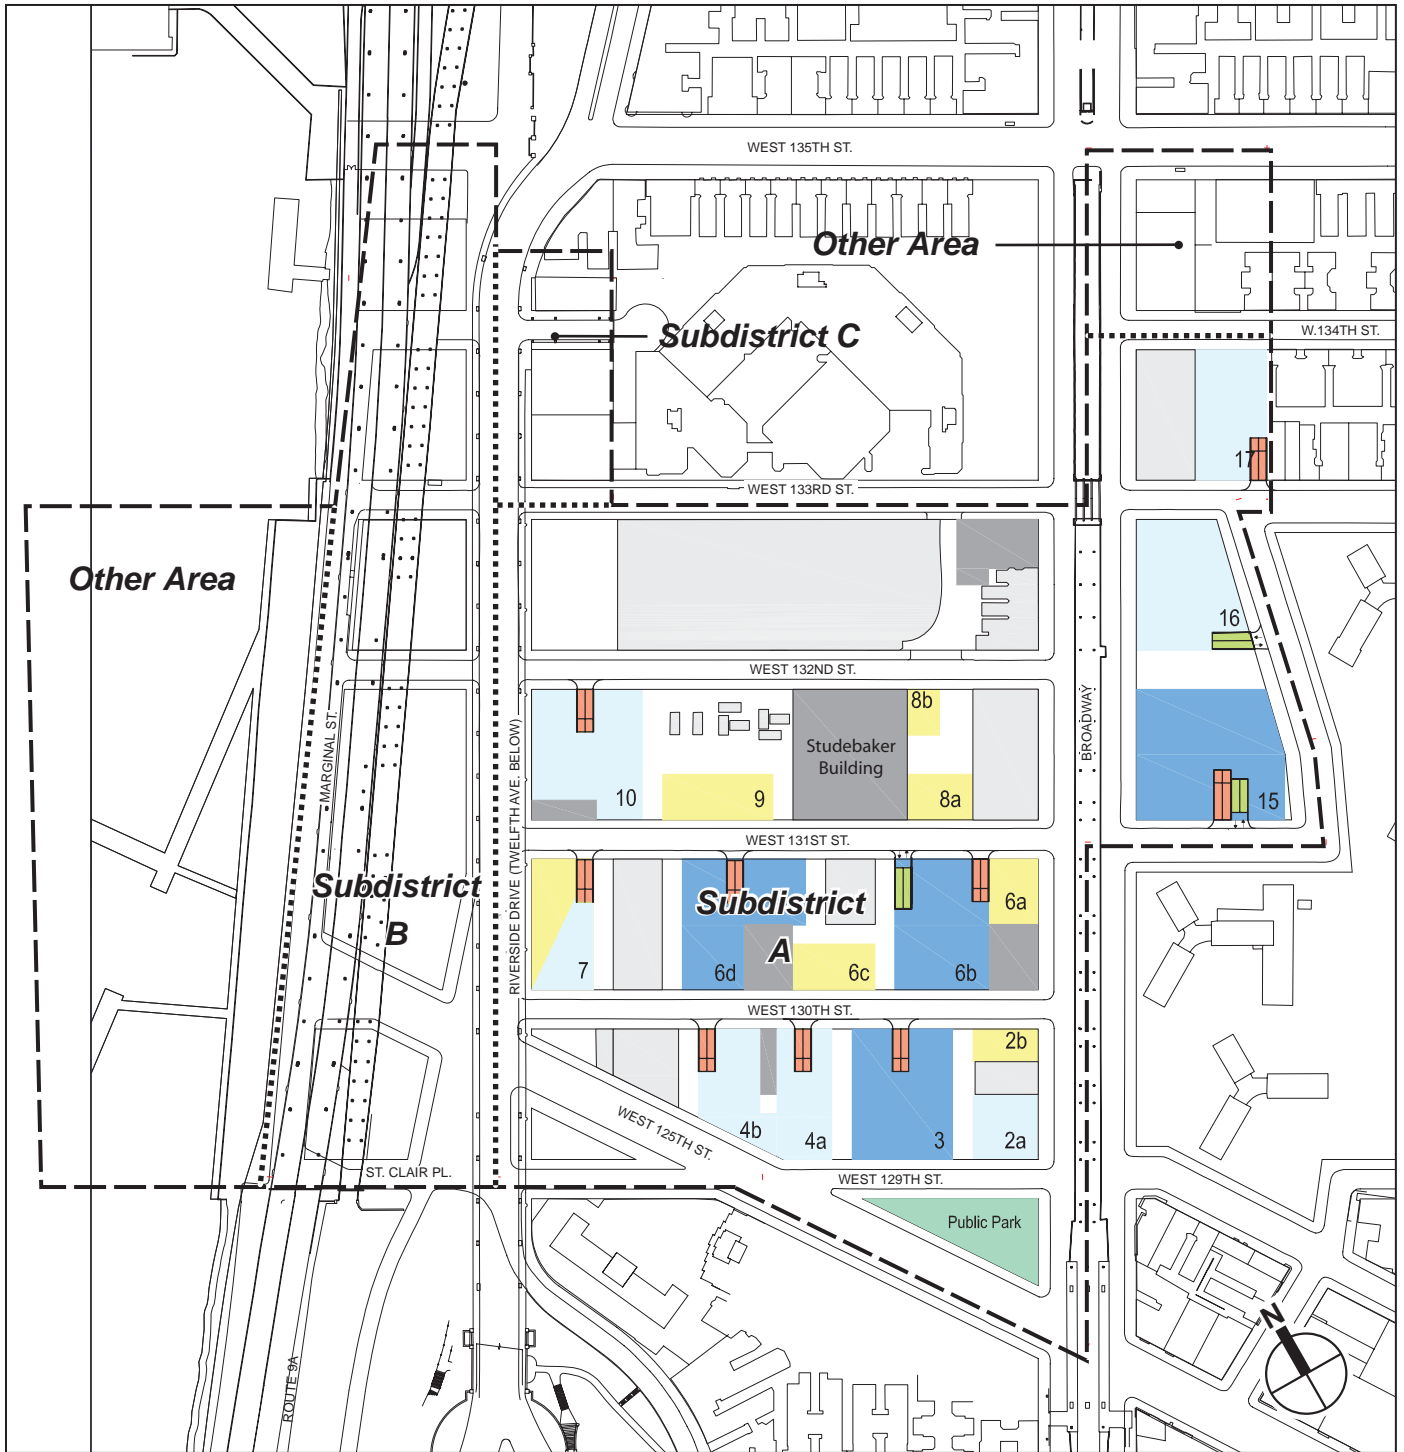 WEST 135TH ST.
Other Area
Subdistrict C
W.134TH ST.
17
WEST 133RD ST.
Other Area
16
WEST 132ND ST.
MARGINAL ST.
RIVERSIDE DRIVE (TWELFTH AVE. BELOW)
BROADWAY
8b
Studebaker
Building
10
9
8a
15
WEST 131ST ST.
Subdistrict
B
Subdistrict
A
6a
7
6d
6c
6b
WEST 130TH ST.
2b
WEST 125TH ST.
4b
4a
3
2a
ST. CLAIR PL.
WEST 129TH ST.
Public Park
N
ROUTE 9A